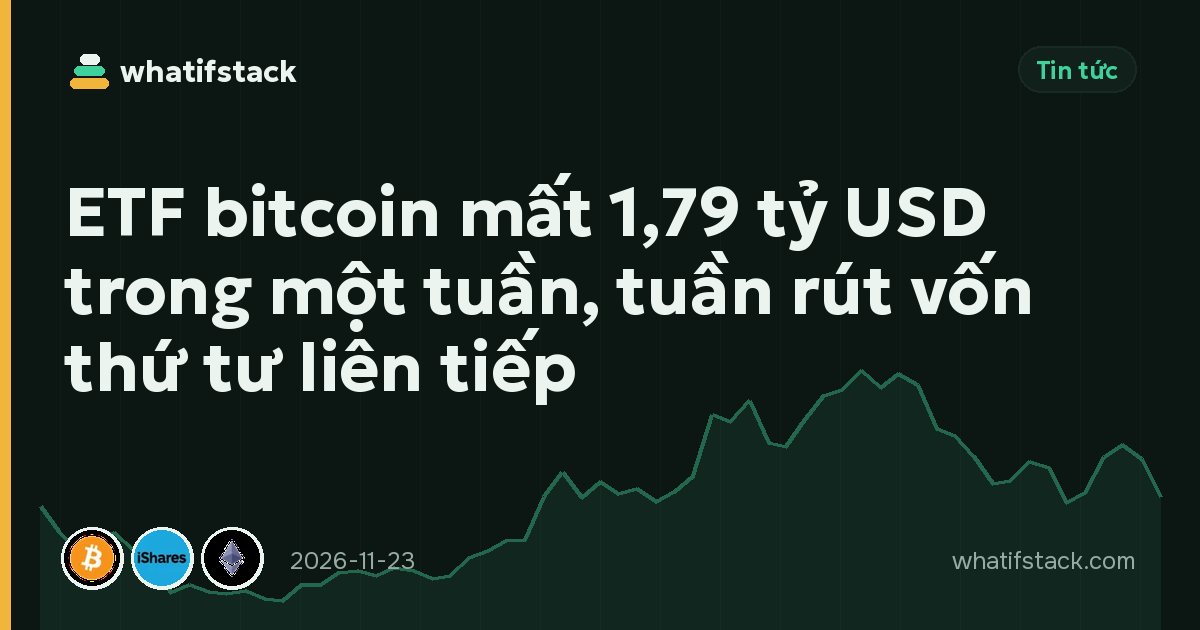 whatifstack
Tin tức
ETF bitcoin mất 1,79 tỷ USD
trong một tuần, tuần rút vốn
thứ tư liên tiếp
iShares
2026-11-23
whatifstack.com